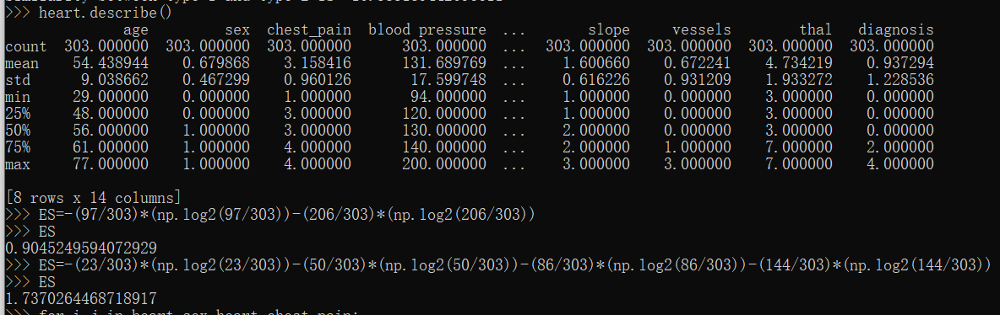 >>> heart.describe()
age sex chest_pain blood pressure ... slope vessels thal diagnosis
count 303.000000 303.000000 303.000000 303.000000 ... 303.000000 303.000000 303.000000 303.000000
mean 54.438944 0.679868 3.158416 131.689769 ... 1.600660 0.672241 4.734219 0.937294
std 9.038662 0.467299 0.960126 17.599748 ... 0.616226 0.931209 1.933272 1.228536
min 29.000000 0.000000 1.000000 94.000000 ... 1.000000 0.000000 3.000000 0.000000
25% 48.000000 0.000000 3.000000 120.000000 ... 1.000000 0.000000 3.000000 0.000000
50% 56.000000 1.000000 3.000000 130.000000 ... 2.000000 0.000000 3.000000 0.000000
75% 61.000000 1.000000 4.000000 140.000000 ... 2.000000 1.000000 7.000000 2.000000
max 77.000000 1.000000 4.000000 200.000000 ... 3.000000 3.000000 7.000000 4.000000
[8 rows x 14 columns]
>>> ES=-(97/303)*(np.log2(97/303))-(206/303)*(np.log2(206/303))
>>> ES
0.9045249594072929
>>> ES=-(23/303)*(np.log2(23/303))-(50/303)*(np.log2(50/303))-(86/303)*(np.log2(86/303))-(144/303)*(np.log2(144/303))
>>> ES
1.7370264468718917
>>> for i,j in heart.sex,heart.chest_pain: